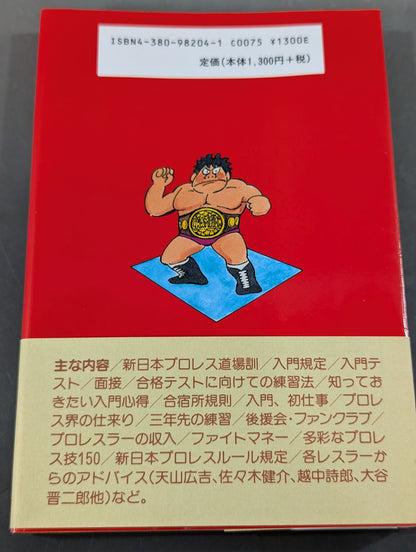 ISBN4-380-98204-1 C0075 ¥1300E
定価(本体1,300円+税)
主な内容／新日本プロレス道場訓／入門規定／入門テ
スト／面接／合格テストに向けての練習法／知ってお
きたい入門心得／合宿所規則／入門、初仕事／プロレ
ス界の仕来り／三年先の練習／後援会・ファンクラブ／
プロレスラーの収入／ファイトマネー／多彩なプロレ
ス技150／新日本プロレスルール規定／各レスラーか
らのアドバイス(天山広吉、佐々木健介、越中詩郎、大谷
晋二郎他)など。